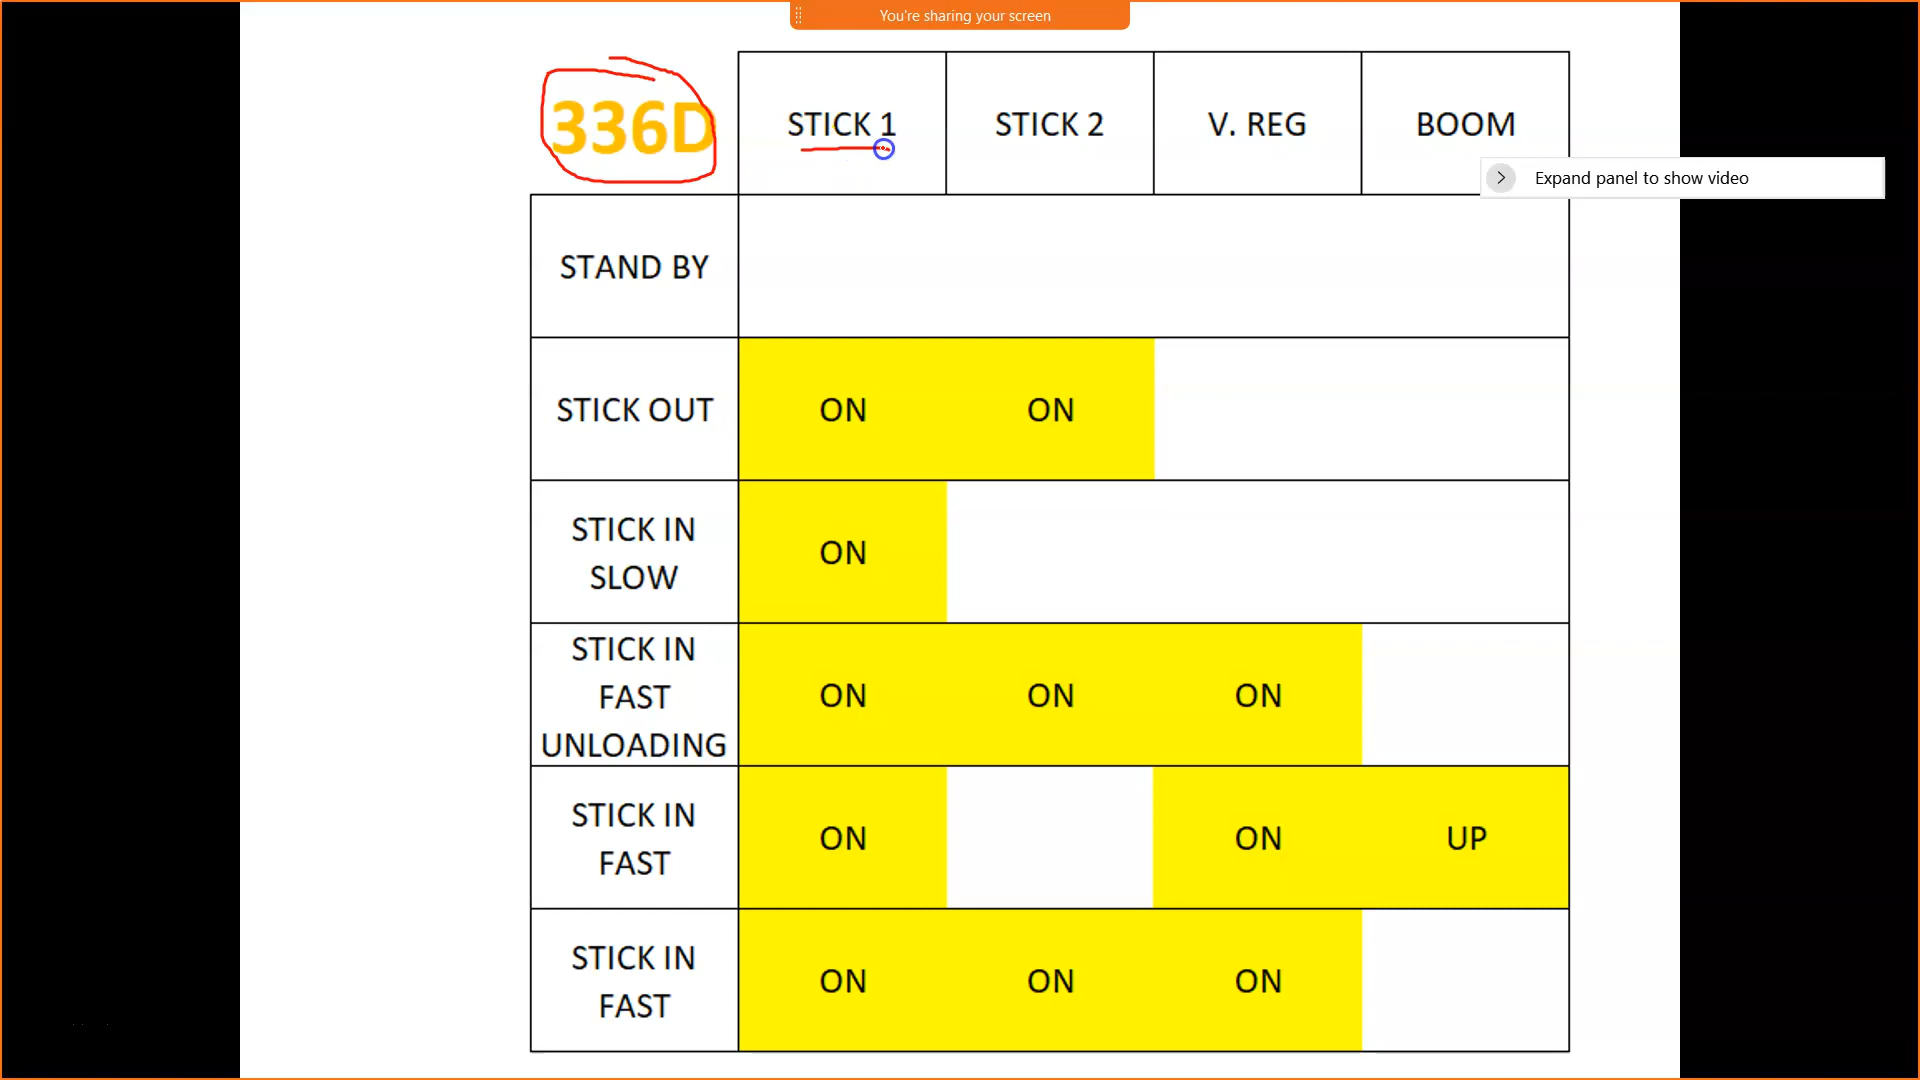 You're sharing your screen
336D
STICK 1
STICK 2
V. REG
BOOM
Expand panel to show video
STAND BY
STICK OUT
ON
ON
STICK IN
SLOW
ON
STICK IN
FAST
UNLOADING
ON
ON
ON
STICK IN
FAST
ON
ON
UP
STICK IN
FAST
ON
ON
ON